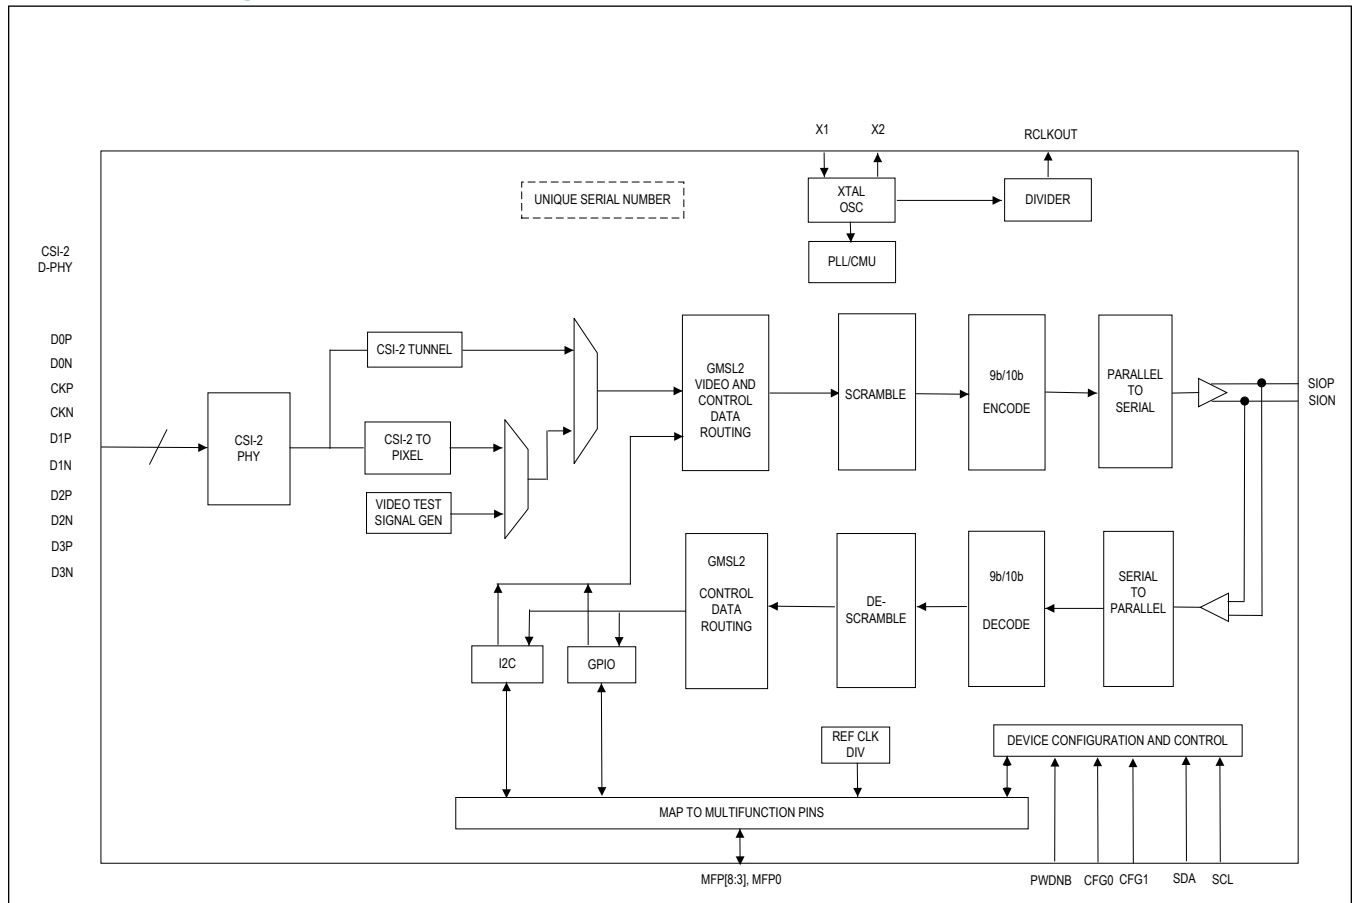 X1
X2
RCLKOUT
UNIQUE SERIAL NUMBER
XTAL
OSC
DIVIDER
PLL/CMU
CSI-2
D-PHY
D0P
D0N
CKP
CKN
D1P
D1N
D2P
D2N
D3P
D3N
CSI-2
PHY
CSI-2 TUNNEL
CSI-2 TO
PIXEL
VIDEO TEST
SIGNAL GEN
GMSL2
VIDEO AND
CONTROL
DATA
ROUTING
SCRAMBLE
9b/10b
ENCODE
PARALLEL
TO
SERIAL
SIOP
SION
GMSL2
CONTROL
DATA
ROUTING
DE-
SCRAMBLE
9b/10b
DECODE
SERIAL
TO
PARALLEL
I2C
GPIO
REF CLK
DIV
DEVICE CONFIGURATION AND CONTROL
MAP TO MULTIFUNCTION PINS
MFP[8:3], MFP0
PWDNB
CFG0
CFG1
SDA
SCL